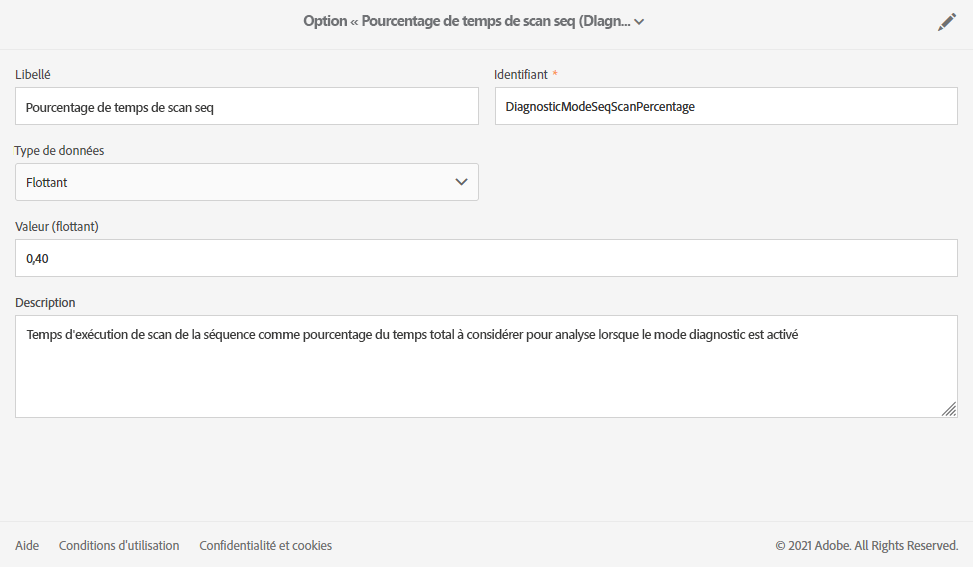 Option « Pourcentage de temps de scan seq (DIagn...
Libellé
Identifiant *
Pourcentage de temps de scan seq
DiagnosticModeSeqScanPercentage
Type de données
Flottant
Valeur (flottant)
0,40
Description
Temps d'exécution de scan de la séquence comme pourcentage du temps total à considérer pour analyse lorsque le mode diagnostic est activé
Aide
Conditions d'utilisation
Confidentialité et cookies
© 2021 Adobe. All Rights Reserved.